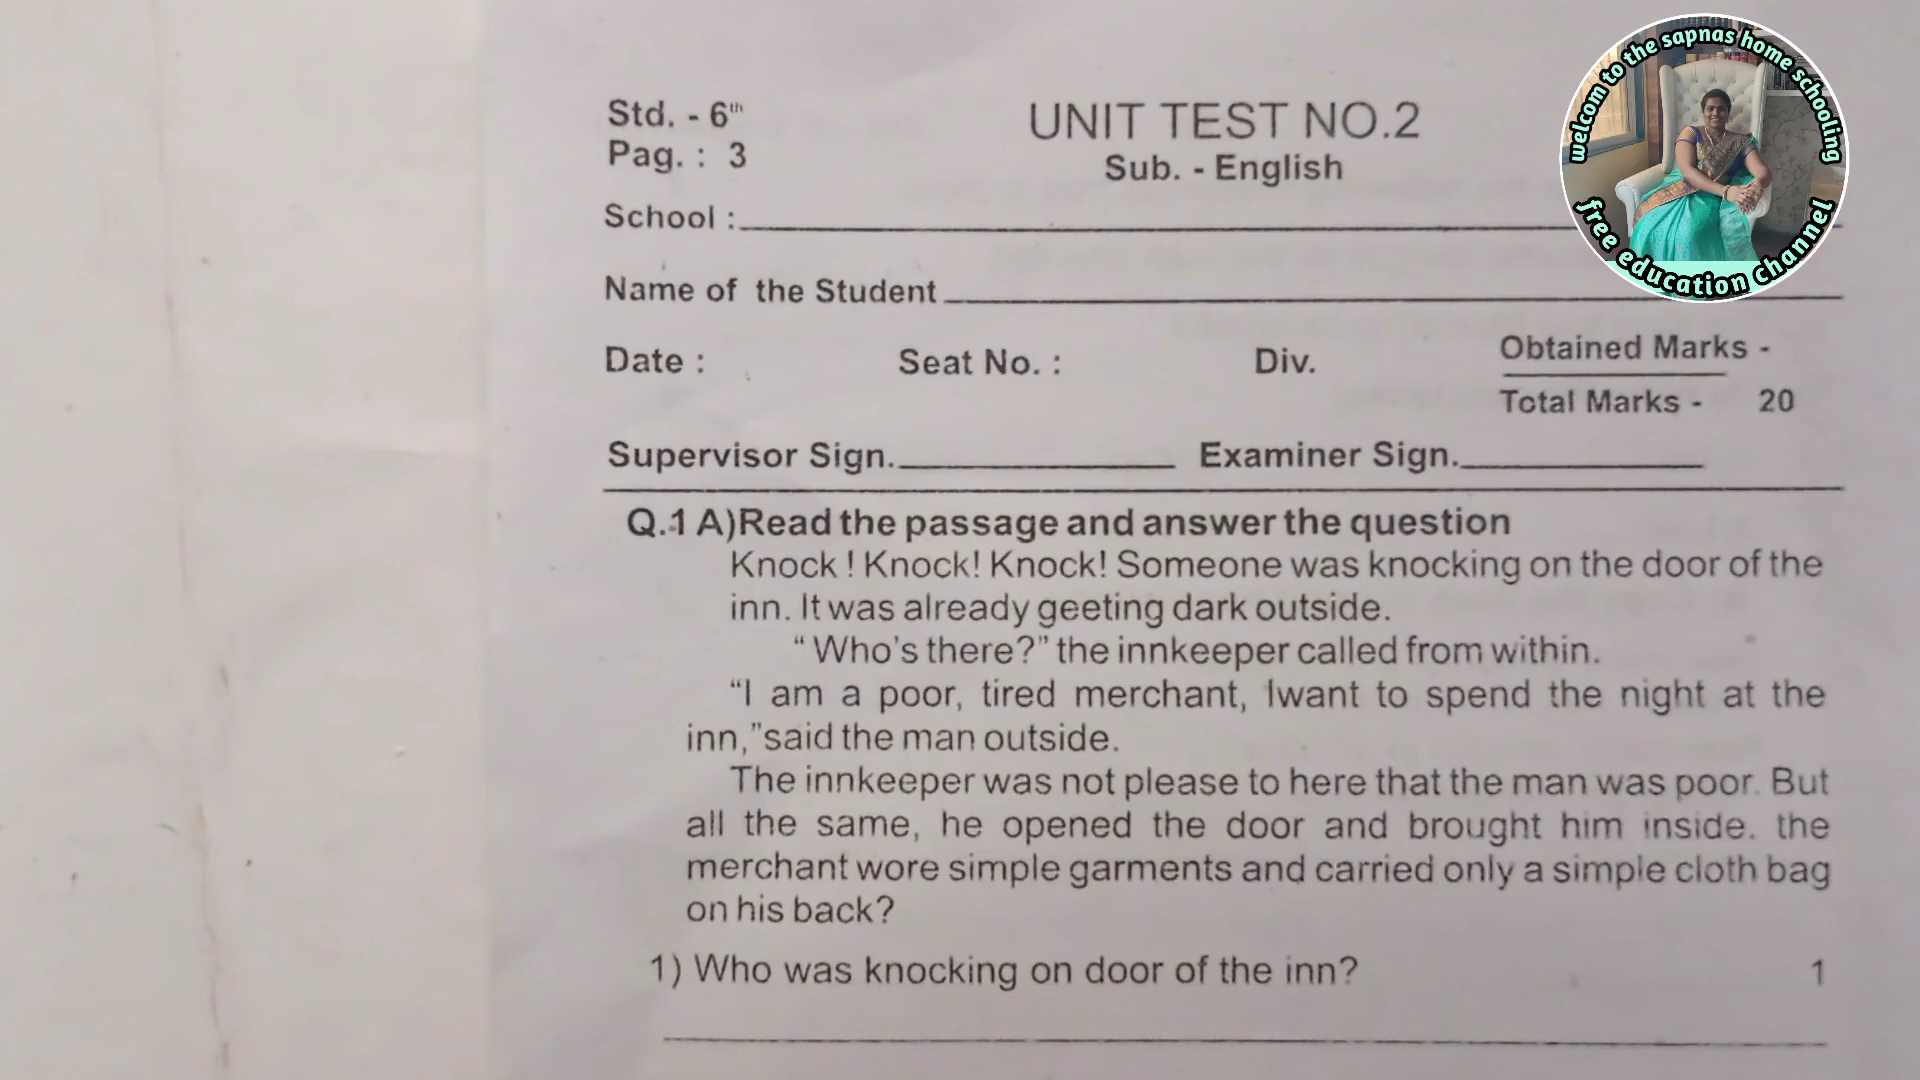 Std. - 6th
Pag. : 3
UNIT TEST NO.2
Sub. - English
welcom to the sapnas home schooling
free education channel
School :
Name of the Student
Date : Seat No. : Div. Obtained Marks -
Total Marks - 20
Supervisor Sign. Examiner Sign.
Q.1 A)Read the passage and answer the question
Knock ! Knock! Knock! Someone was knocking on the door of the
inn. It was already geeting dark outside.
“ Who’s there?” the innkeeper called from within.
“I am a poor, tired merchant, Iwant to spend the night at the
inn,”said the man outside.
The innkeeper was not please to here that the man was poor. But
all the same, he opened the door and brought him inside. the
merchant wore simple garments and carried only a simple cloth bag
on his back?
1) Who was knocking on door of the inn? 1